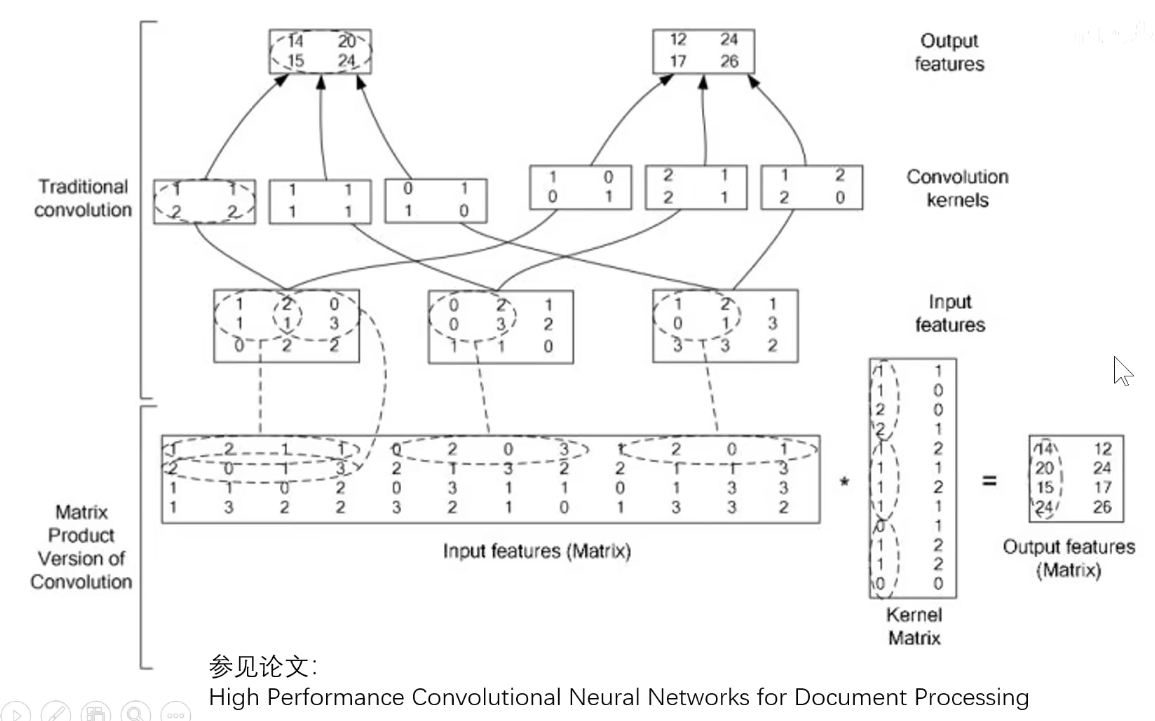 14 20
15 24
12 24
17 26
Output
features
Traditional
convolution
1 1
2 2
1 1
1 1
0 1
1 0
1 0
0 1
2 1
2 1
1 2
2 0
Convolution
kernels
1 2 0
1 1 3
0 2 2
0 2 1
0 3 2
1 1 0
1 2 1
0 1 3
3 3 2
Input
features
Matrix
Product
Version of
Convolution
1 2 1 1 0 2 0 3 1 2 0 1
2 0 1 3 2 1 3 2 2 1 1 3
1 1 0 2 0 3 1 1 0 1 3 3
1 3 2 2 3 2 1 0 1 3 3 2
Input features (Matrix)
*
1 1
1 0
2 0
2 1
1 2
1 1
1 2
1 1
0 1
1 2
1 2
0 0
Kernel
Matrix
=
14 12
20 24
15 17
24 26
Output features
(Matrix)
参见论文:
High Performance Convolutional Neural Networks for Document Processing